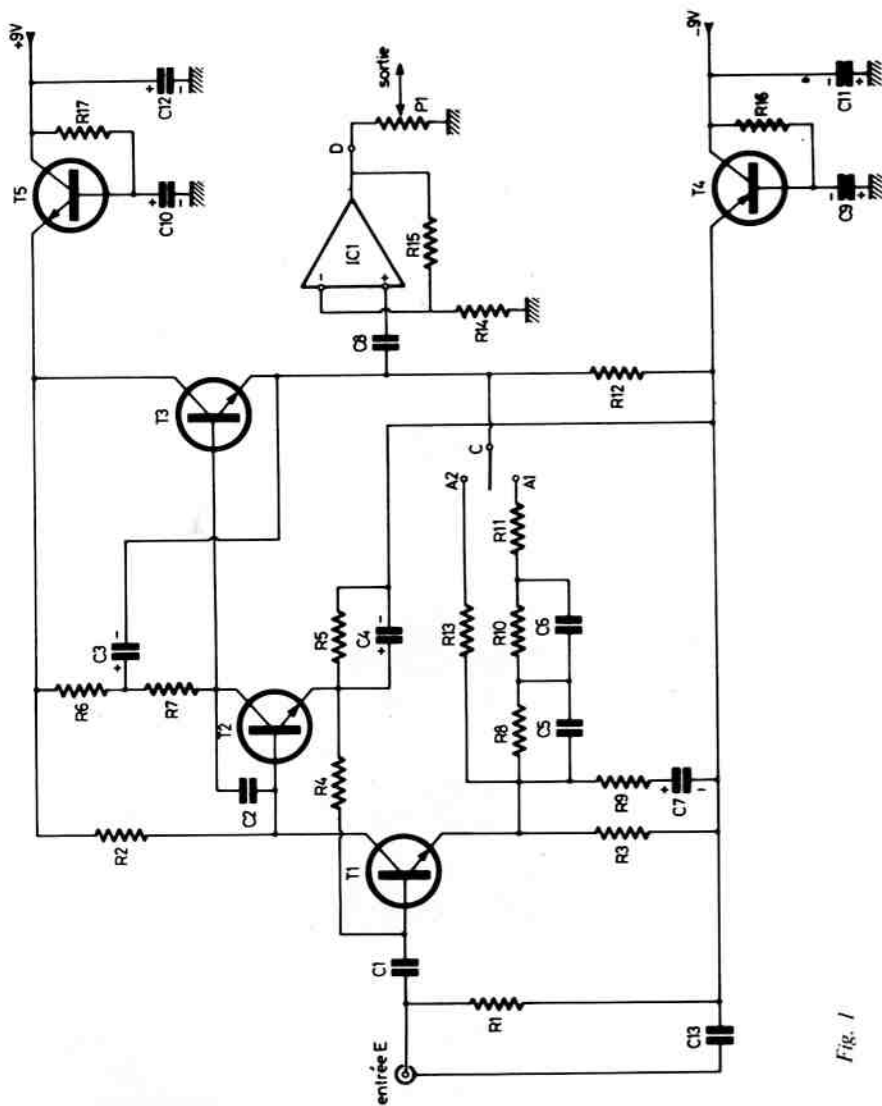 +9V
T5
R17
C12
+
-
C10
+
-
sortie
D
P1
IC1
-
+
R15
R14
C8
T3
R6
C3
+
-
R7
R2
C2
T2
R4
R5
C4
+
-
T1
C1
entrée E
R1
C13
R3
R9
C7
+
-
R8
C5
R10
C6
R11
R13
A2
A1
C
R12
T4
R16
C9
-
+
C11
-
+
-9V
Fig. 1